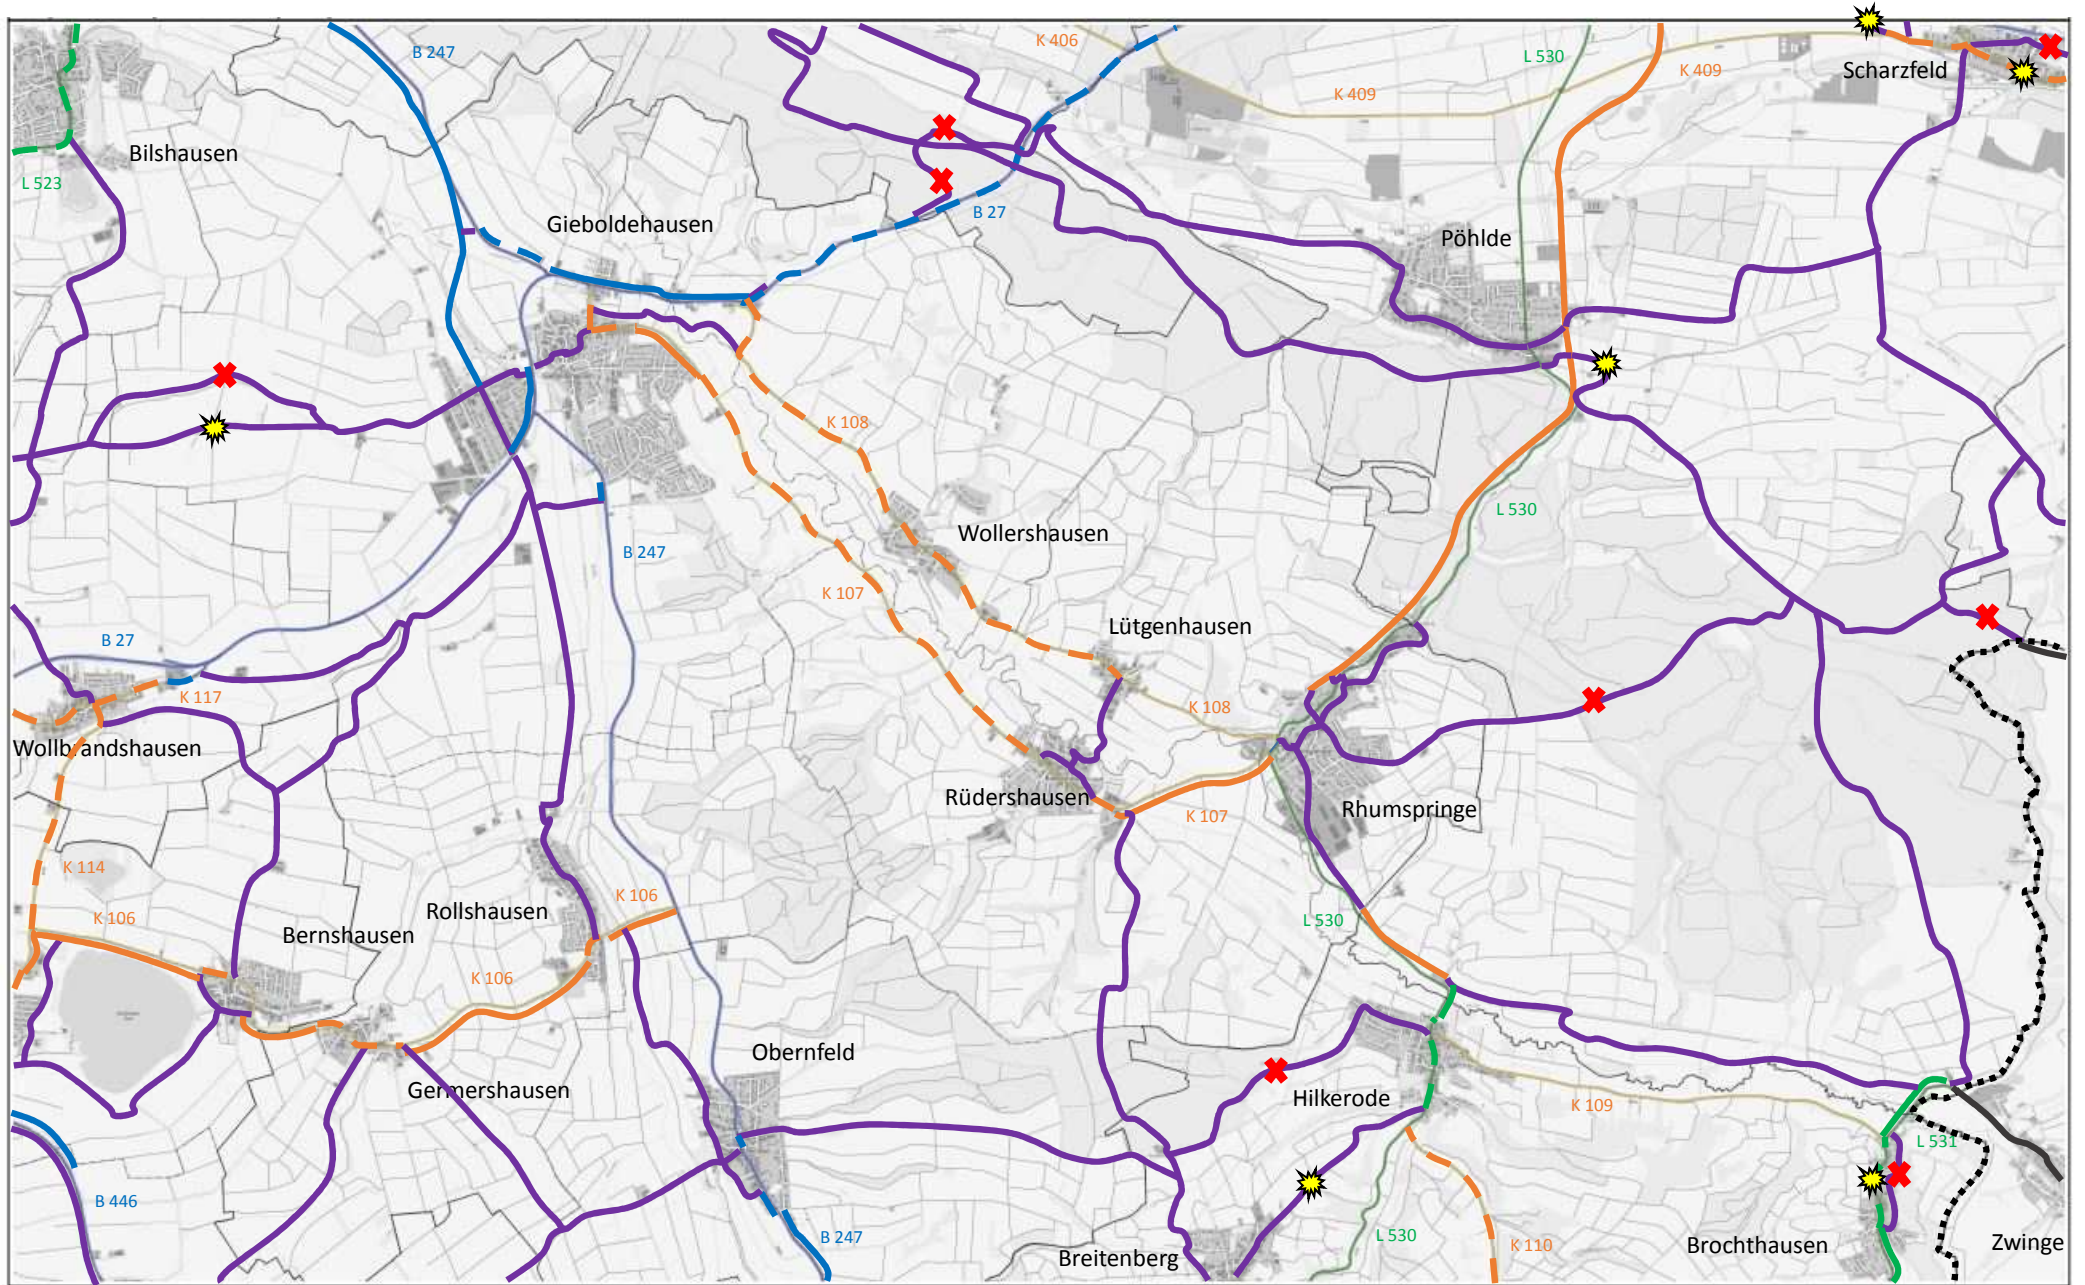 B 247
K 406
L 530
K 409
K 409
Scharzfeld
Bilshausen
L 523
Gieboldehausen
B 27
Pöhlde
K 108
L 530
Wollershausen
B 247
K 107
Lütgenhausen
B 27
K 117
K 108
Wollbrandshausen
Rüdershausen
K 107
Rhumspringe
K 114
K 106
K 106
Rollshausen
Bernshausen
L 530
K 106
Obernfeld
Germershausen
Hilkerode
K 109
L 531
B 446
B 247
L 530
K 110
Breitenberg
Brochthausen
Zwinge